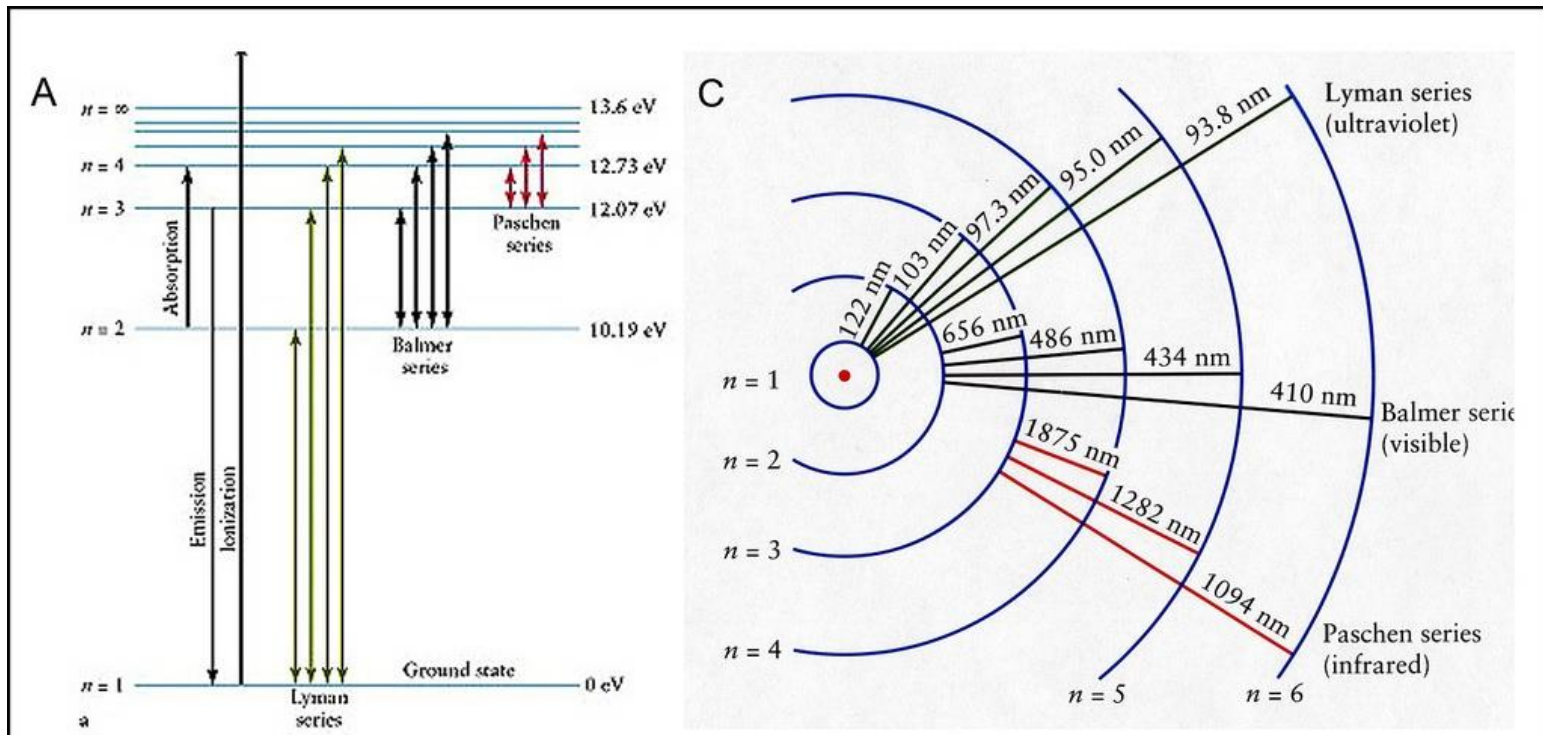 A
n = ∞
13.6 eV
n = 4
12.73 eV
n = 3
12.07 eV
Absorption
Paschen
series
n = 2
10.19 eV
Balmer
series
Emission
Ionization
Ground state
n = 1
0 eV
Lyman
series
a
C
122 nm
103 nm
97.3 nm
95.0 nm
93.8 nm
Lyman series
(ultraviolet)
656 nm
486 nm
434 nm
410 nm
Balmer serie
(visible)
1875 nm
1282 nm
1094 nm
Paschen series
(infrared)
n = 1
n = 2
n = 3
n = 4
n = 5
n = 6